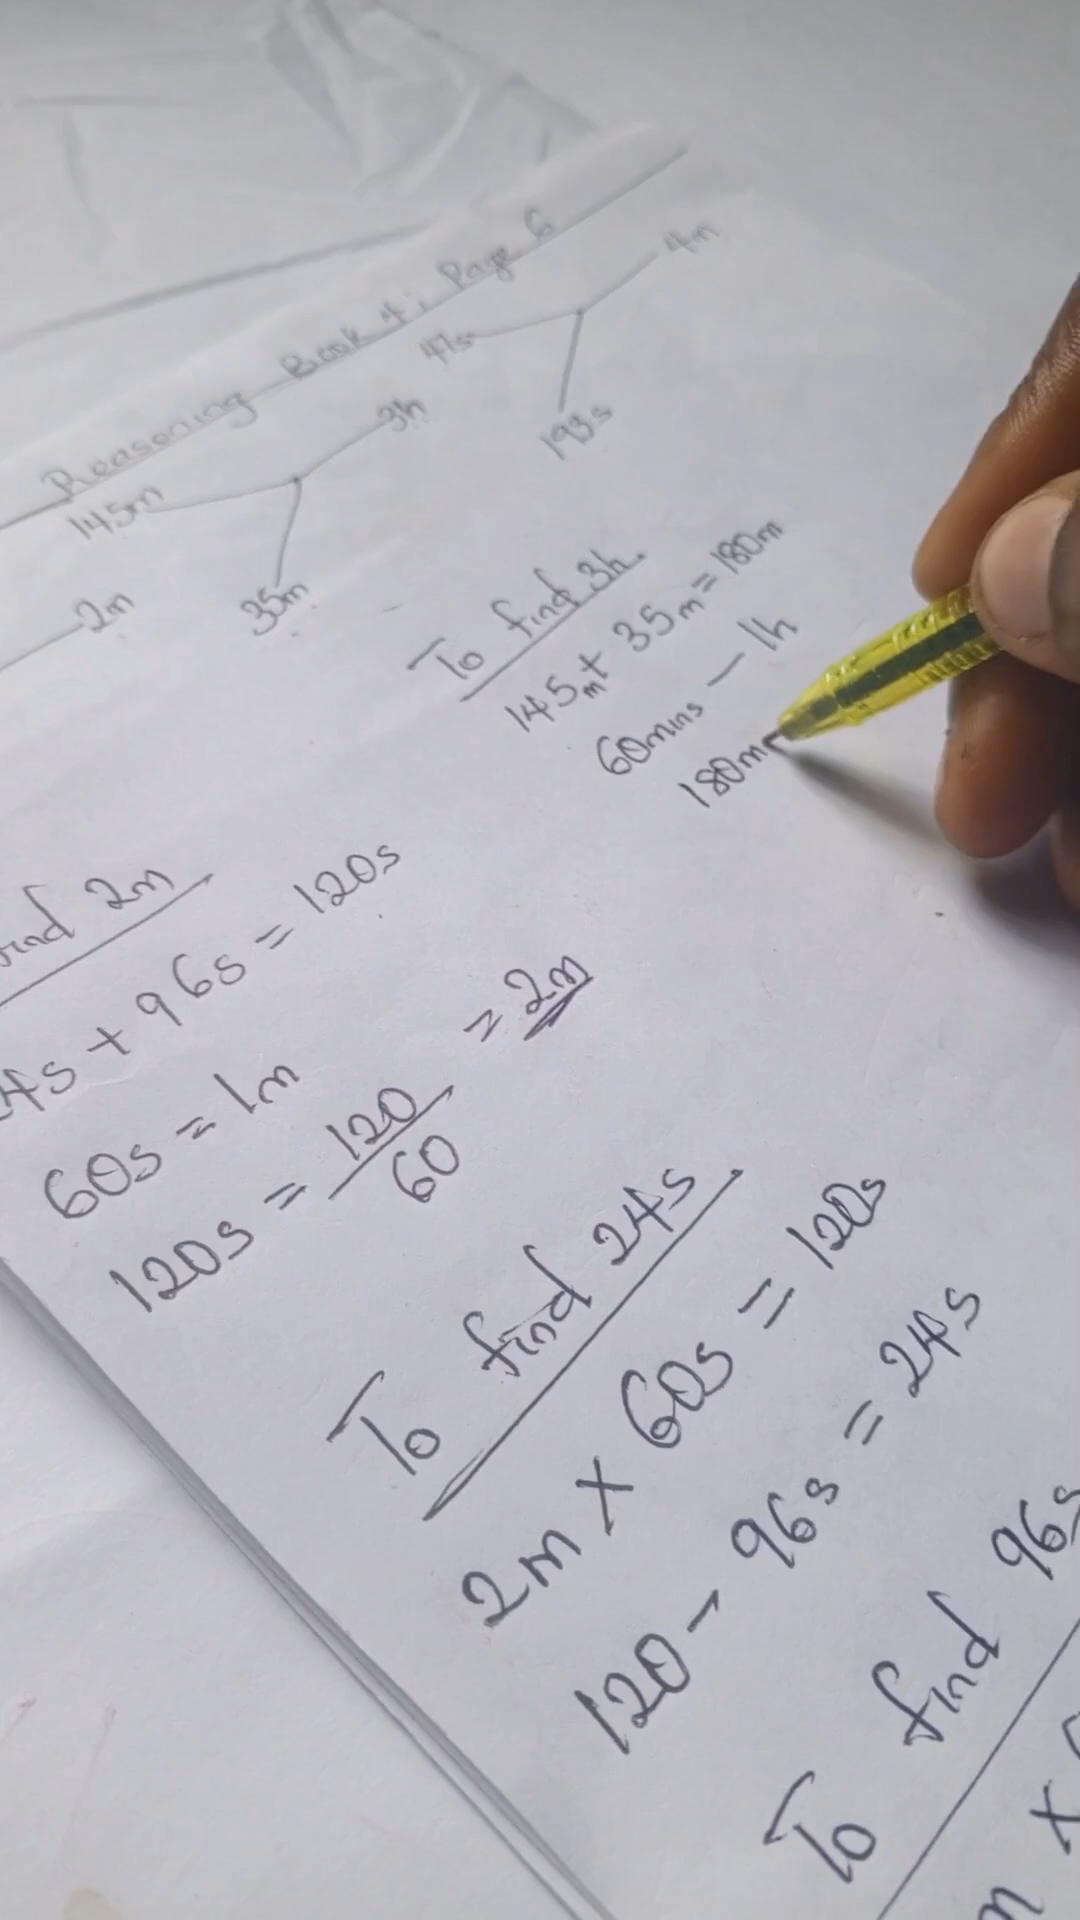 Reasoning Book 4; Page 6
47s
4m
193s
145m
3h
35m
2m
To find 3h
145m + 35m = 180m
60mins — 1h
180m
find 2m
4s + 96s = 120s
60s = 1m
120s = 120/60 = 2m
To find 24s
2m × 60s = 120s
120 - 96s = 24s
To find 96s
m ×